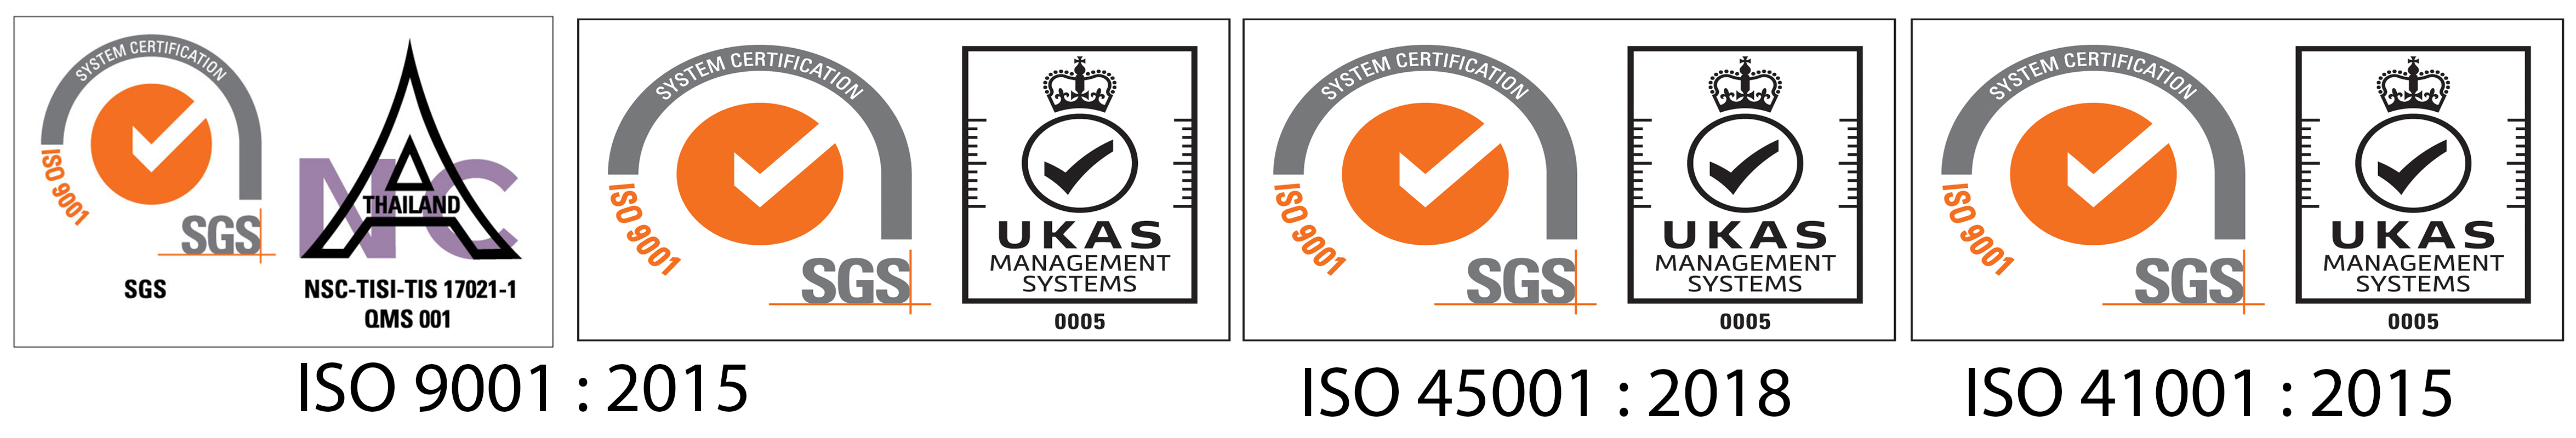 SYSTEM CERTIFICATION
ISO 9001
SGS
SGS
NAC
THAILAND
NSC-TISI-TIS 17021-1
QMS 001
SYSTEM CERTIFICATION
ISO 9001
SGS
UKAS
MANAGEMENT
SYSTEMS
0005
ISO 9001 : 2015
SYSTEM CERTIFICATION
ISO 9001
SGS
UKAS
MANAGEMENT
SYSTEMS
0005
ISO 45001 : 2018
SYSTEM CERTIFICATION
ISO 9001
SGS
UKAS
MANAGEMENT
SYSTEMS
0005
ISO 41001 : 2015